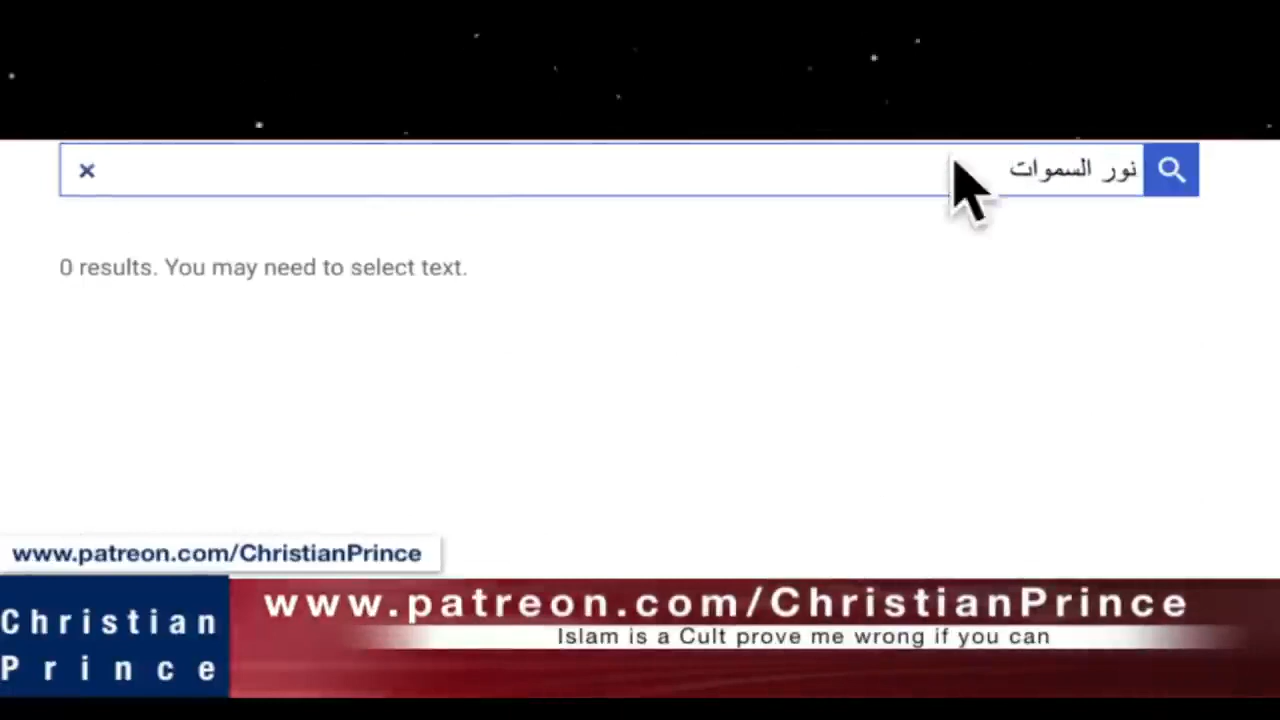 نور السموات
0 results. You may need to select text.
www.patreon.com/ChristianPrince
Christian
Prince
www.patreon.com/ChristianPrince
Islam is a Cult prove me wrong if you can